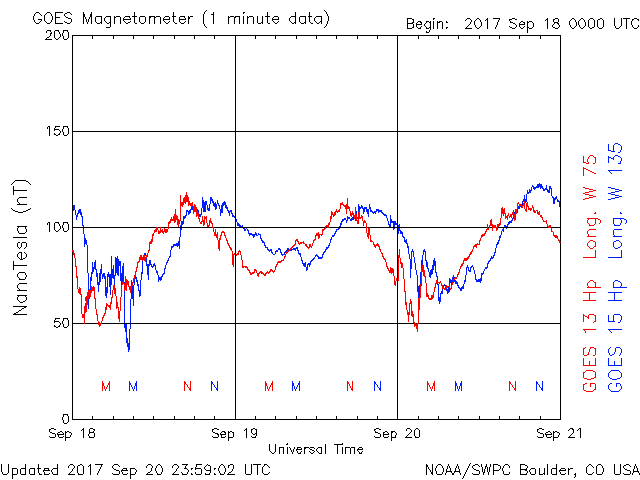 GOES Magnetometer (1 minute data)
Begin: 2017 Sep 18 0000 UTC
200
150
100
50
0
NanoTesla (nT)
M M N N M M N N M M N N
Sep 18 Sep 19 Sep 20 Sep 21
Universal Time
GOES 13 Hp Long. W 75
GOES 15 Hp Long. W 135
Updated 2017 Sep 20 23:59:02 UTC
NOAA/SWPC Boulder, CO USA